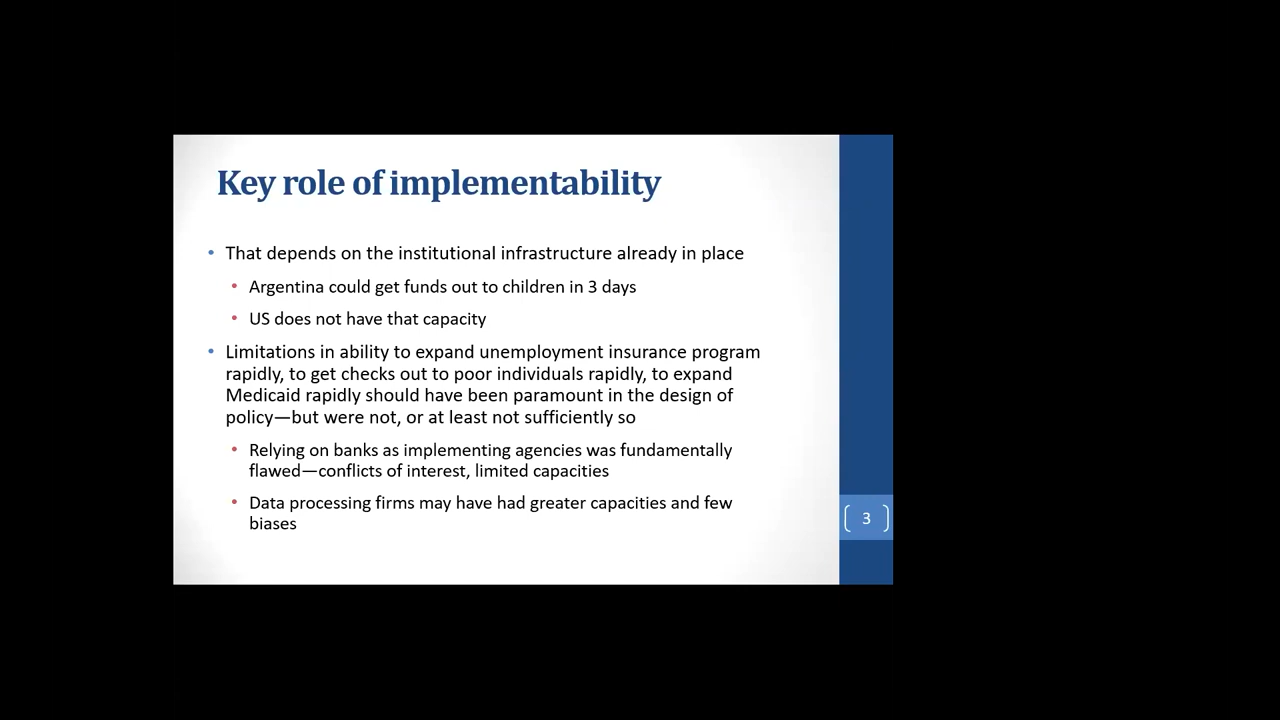 Key role of implementability
• That depends on the institutional infrastructure already in place
• Argentina could get funds out to children in 3 days
• US does not have that capacity
• Limitations in ability to expand unemployment insurance program
rapidly, to get checks out to poor individuals rapidly, to expand
Medicaid rapidly should have been paramount in the design of
policy—but were not, or at least not sufficiently so
• Relying on banks as implementing agencies was fundamentally
flawed—conflicts of interest, limited capacities
• Data processing firms may have had greater capacities and few
biases
3